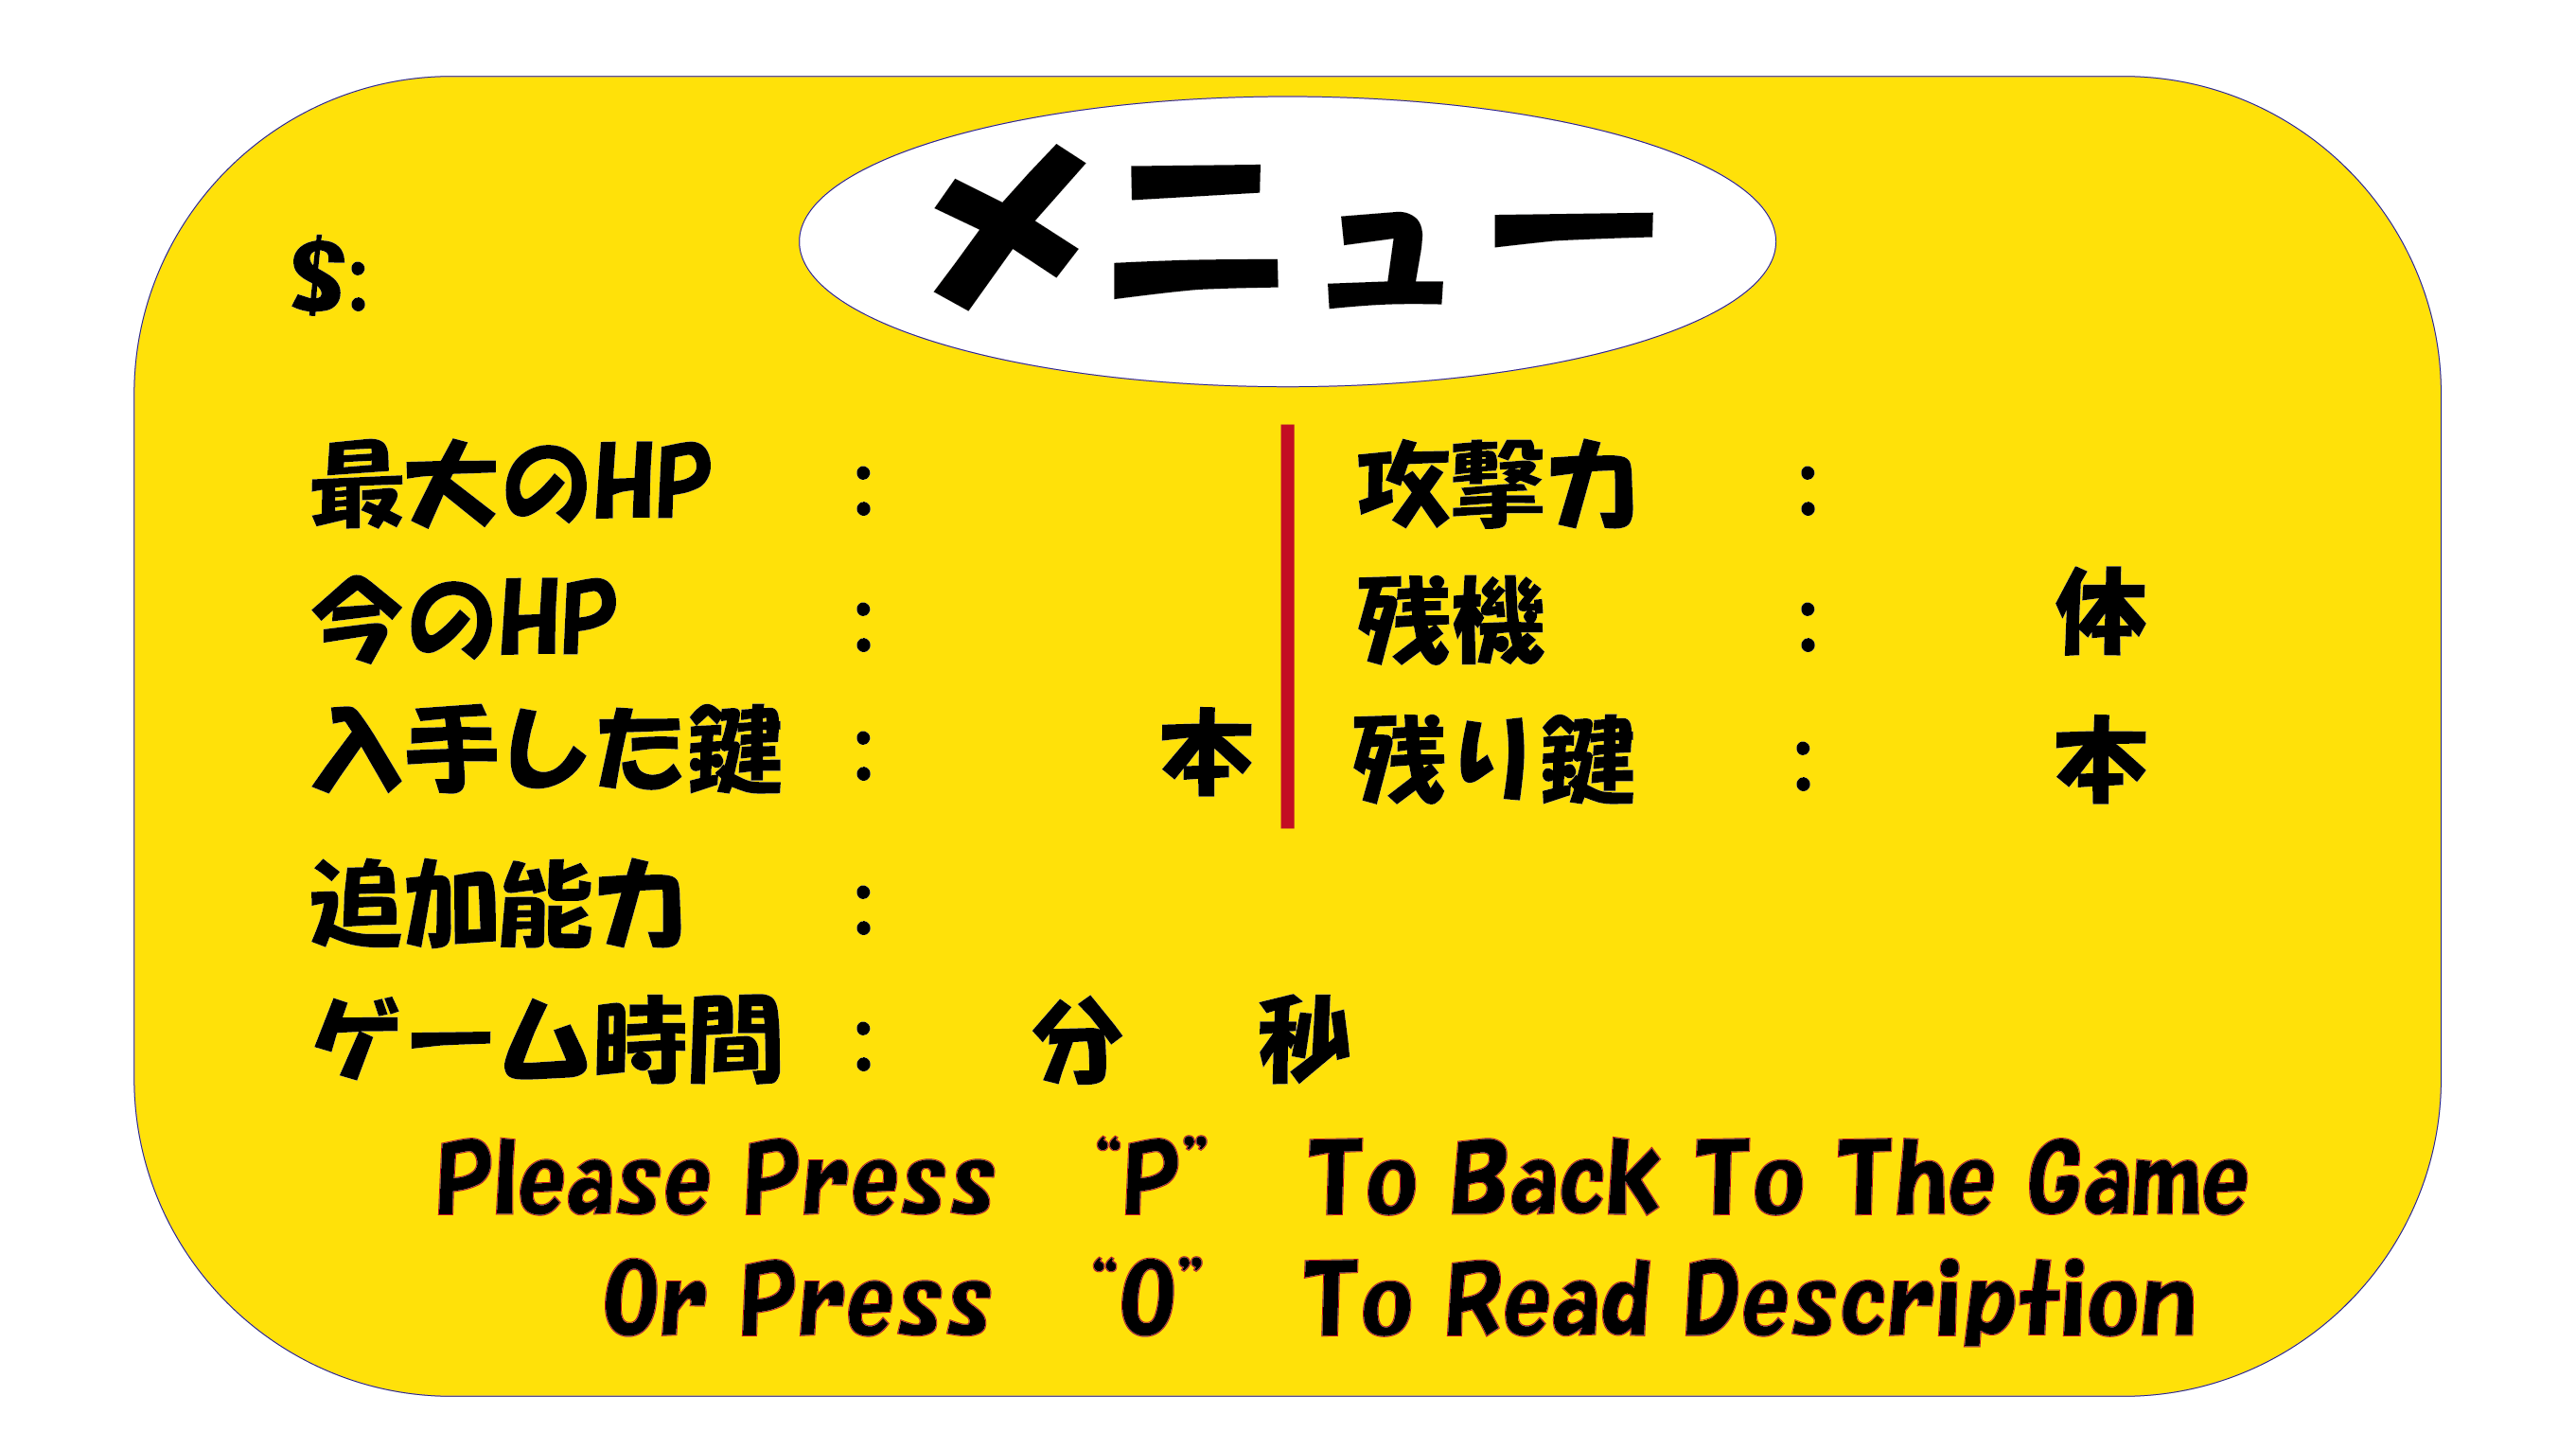 メニュー
$:
最大のHP :
今のHP :
入手した鍵 : 本
攻撃力 :
残機 : 体
残り鍵 : 本
追加能力 :
ゲーム時間 : 分 秒
Please Press “P” To Back To The Game
Or Press “O” To Read Description